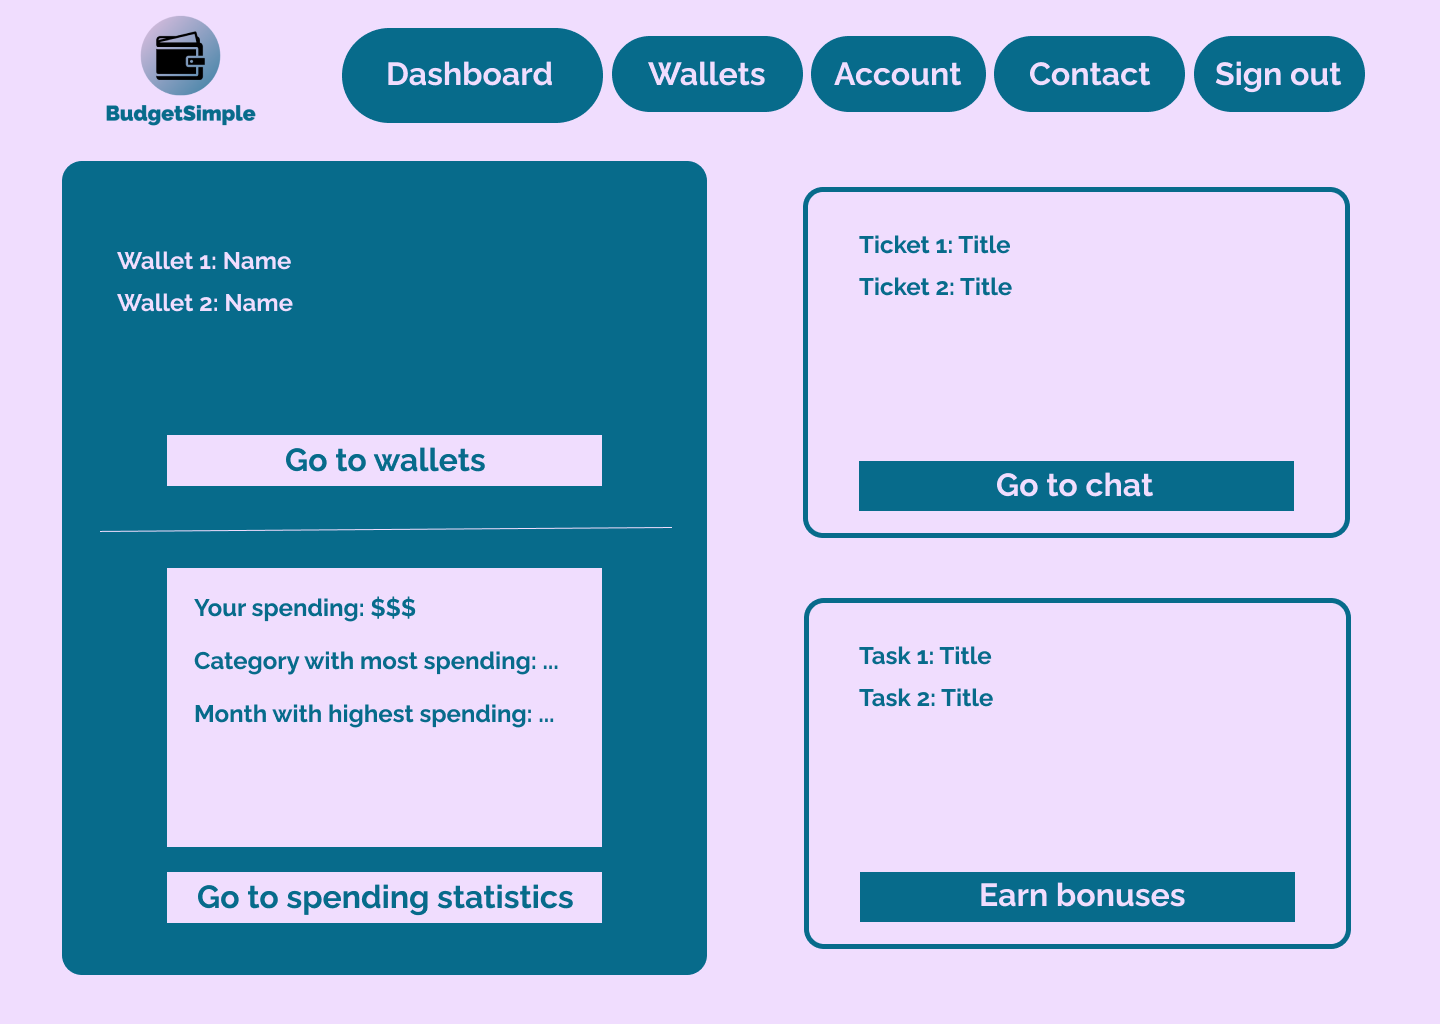 BudgetSimple
Dashboard
Wallets
Account
Contact
Sign out
Wallet 1: Name
Wallet 2: Name
Go to wallets
Your spending: $$$
Category with most spending: ...
Month with highest spending: ...
Go to spending statistics
Ticket 1: Title
Ticket 2: Title
Go to chat
Task 1: Title
Task 2: Title
Earn bonuses